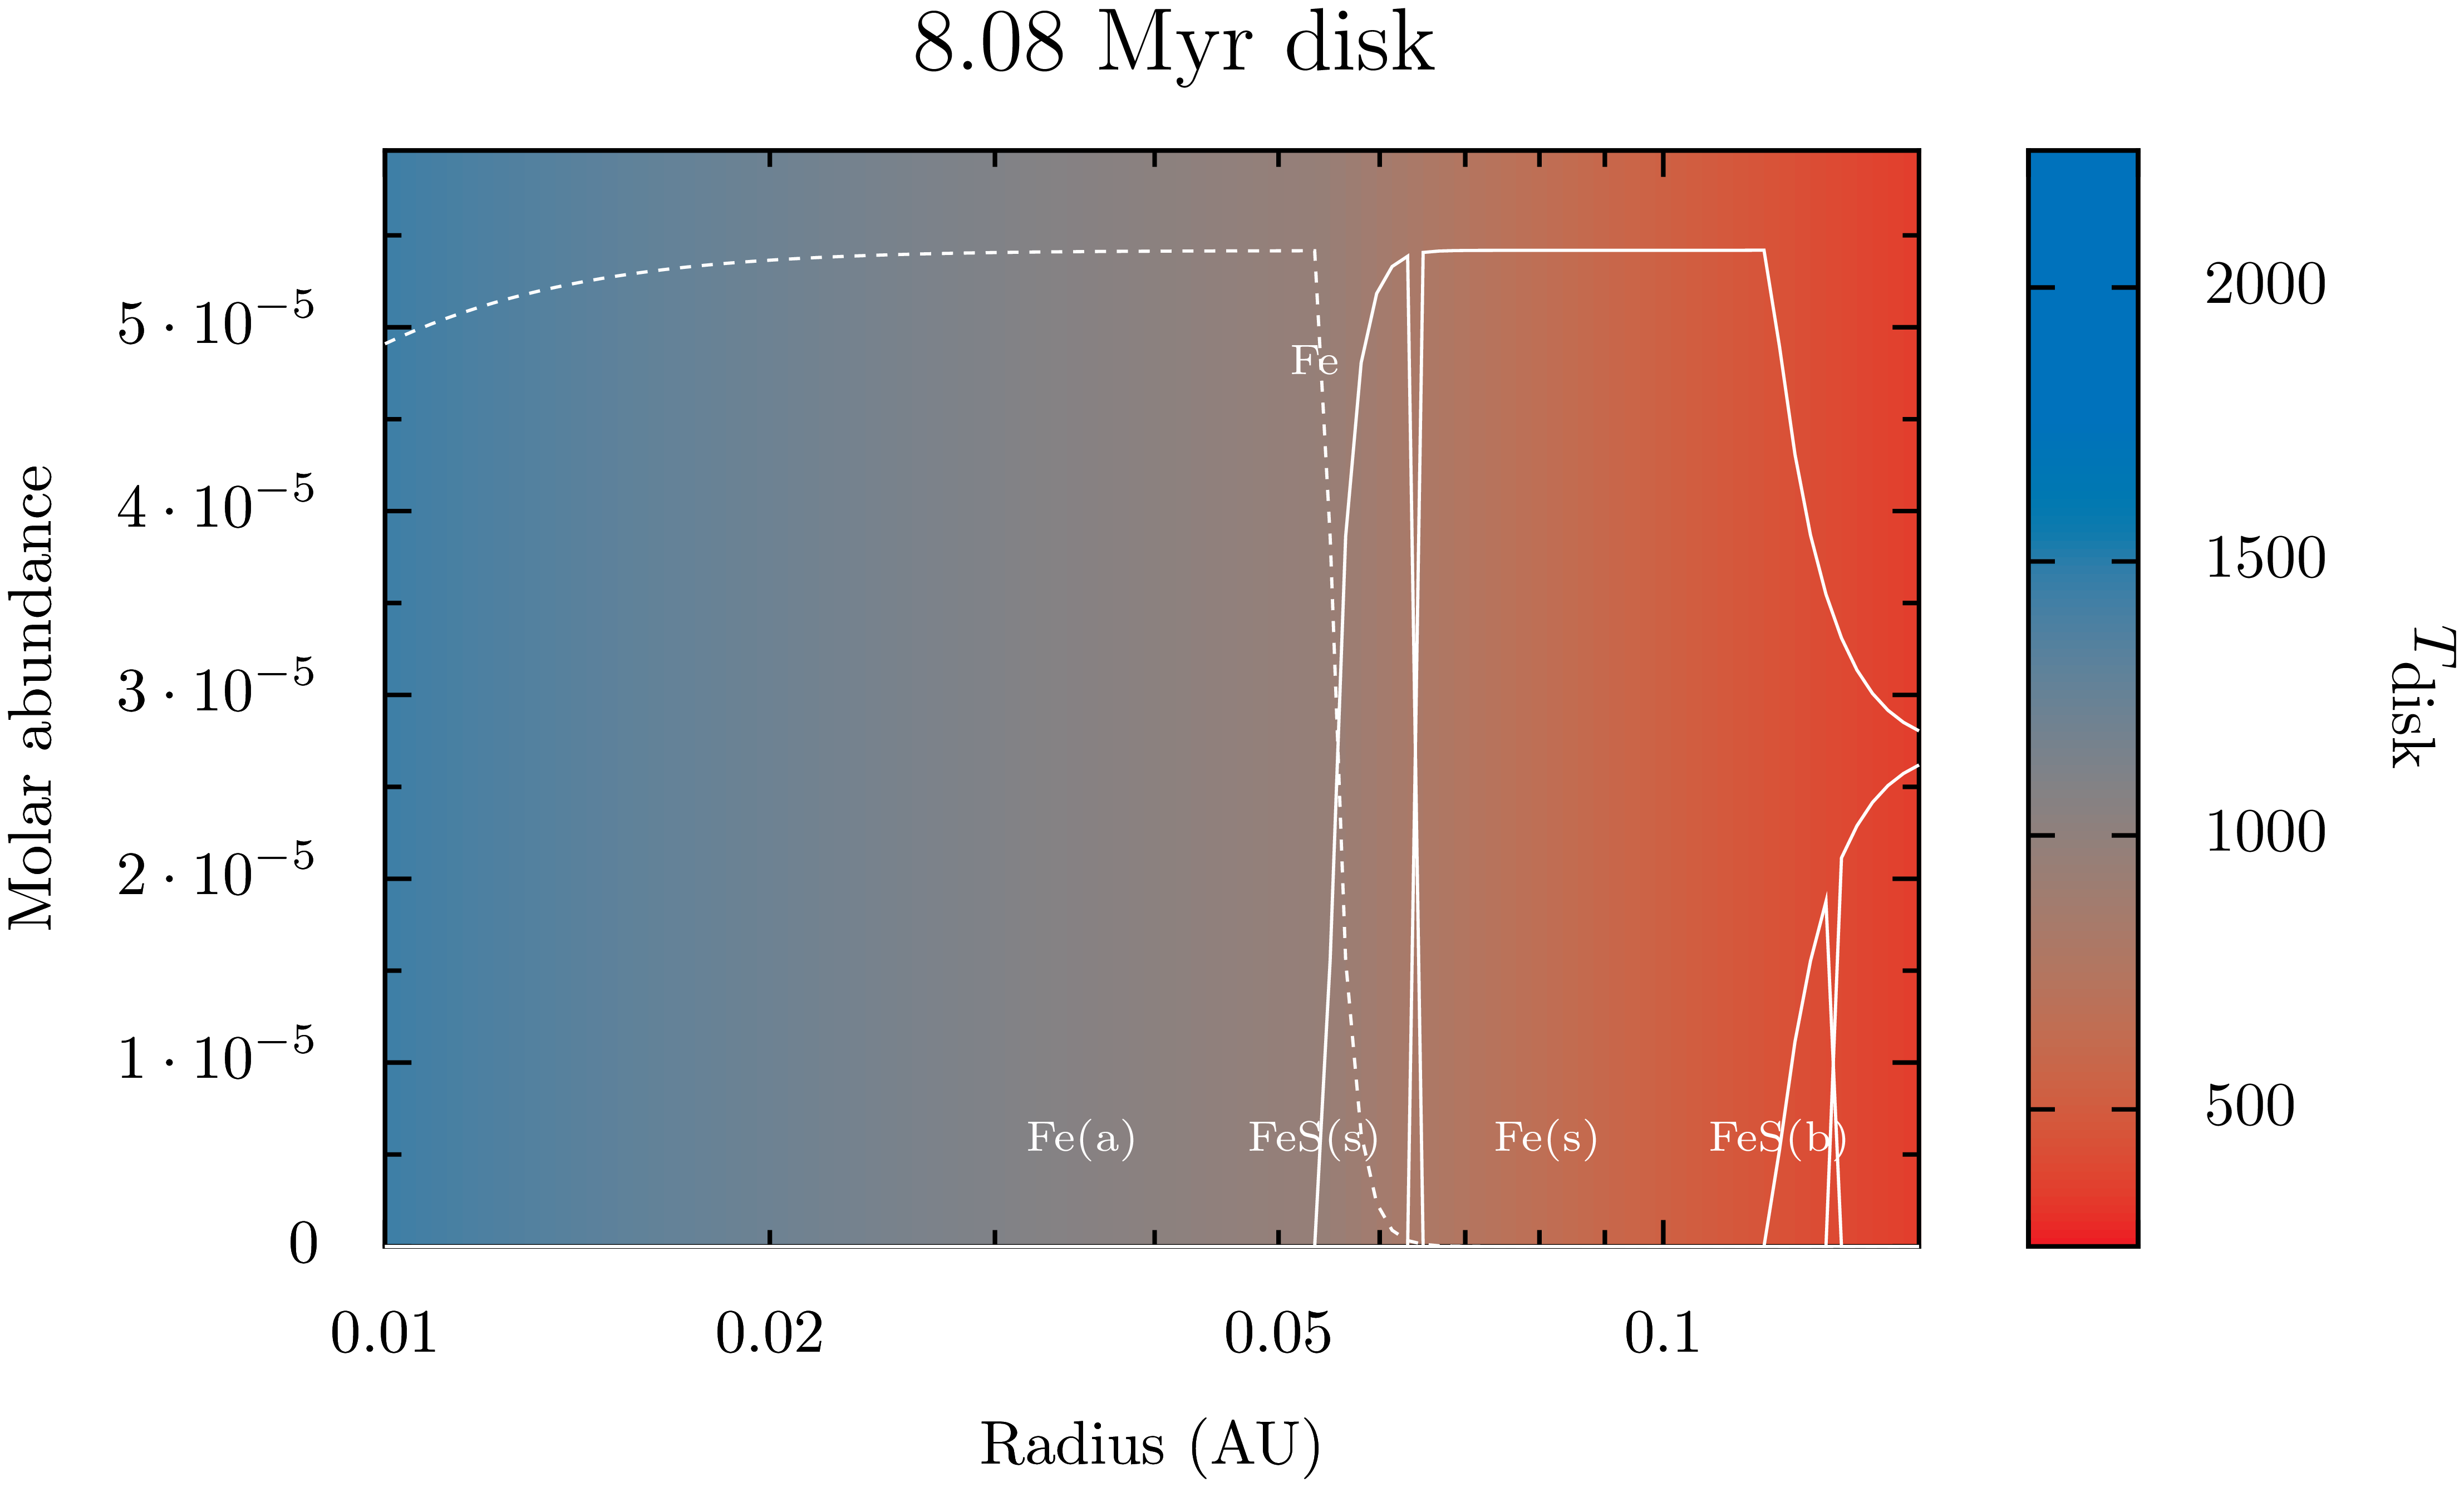 8.08 Myr disk
Molar abundance
5 · 10⁻⁵
4 · 10⁻⁵
3 · 10⁻⁵
2 · 10⁻⁵
1 · 10⁻⁵
0
Fe
Fe(a) FeS(s) Fe(s) FeS(b)
0.01 0.02 0.05 0.1
Radius (AU)
2000
1500
1000
500
T disk